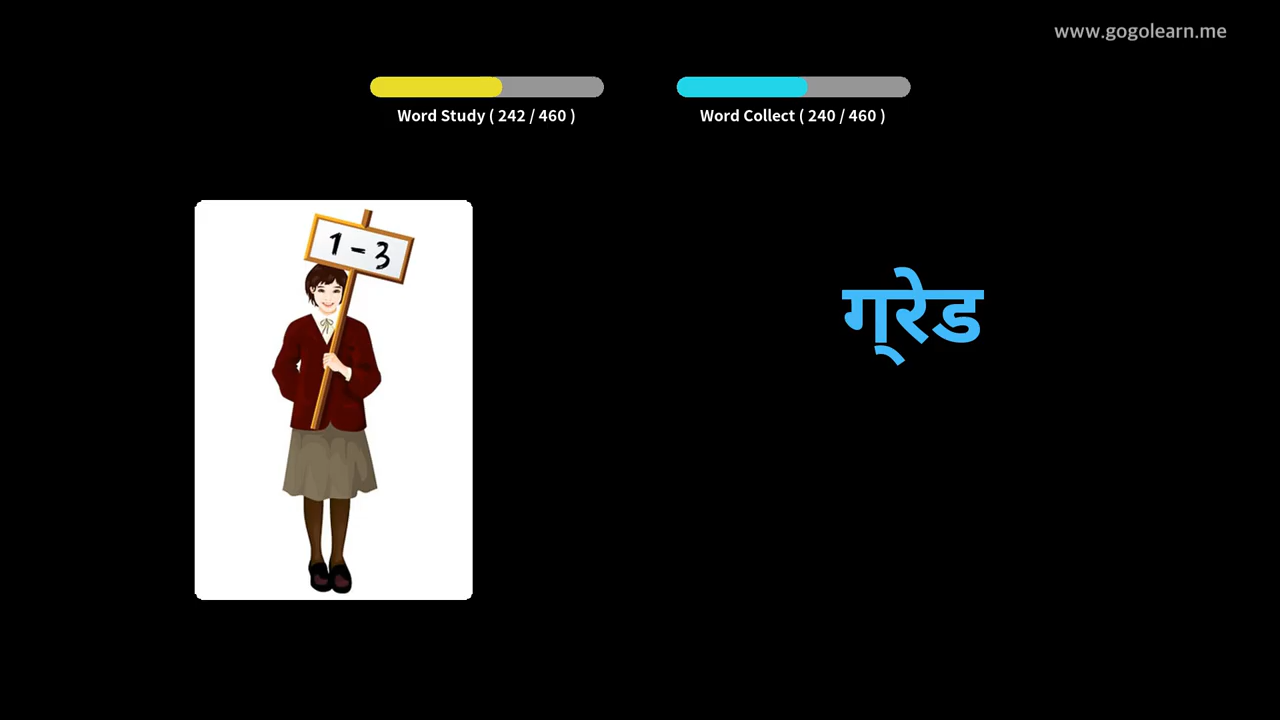 www.gogolearn.me
Word Study ( 242 / 460 )
Word Collect ( 240 / 460 )
1 - 3
ग्रेड